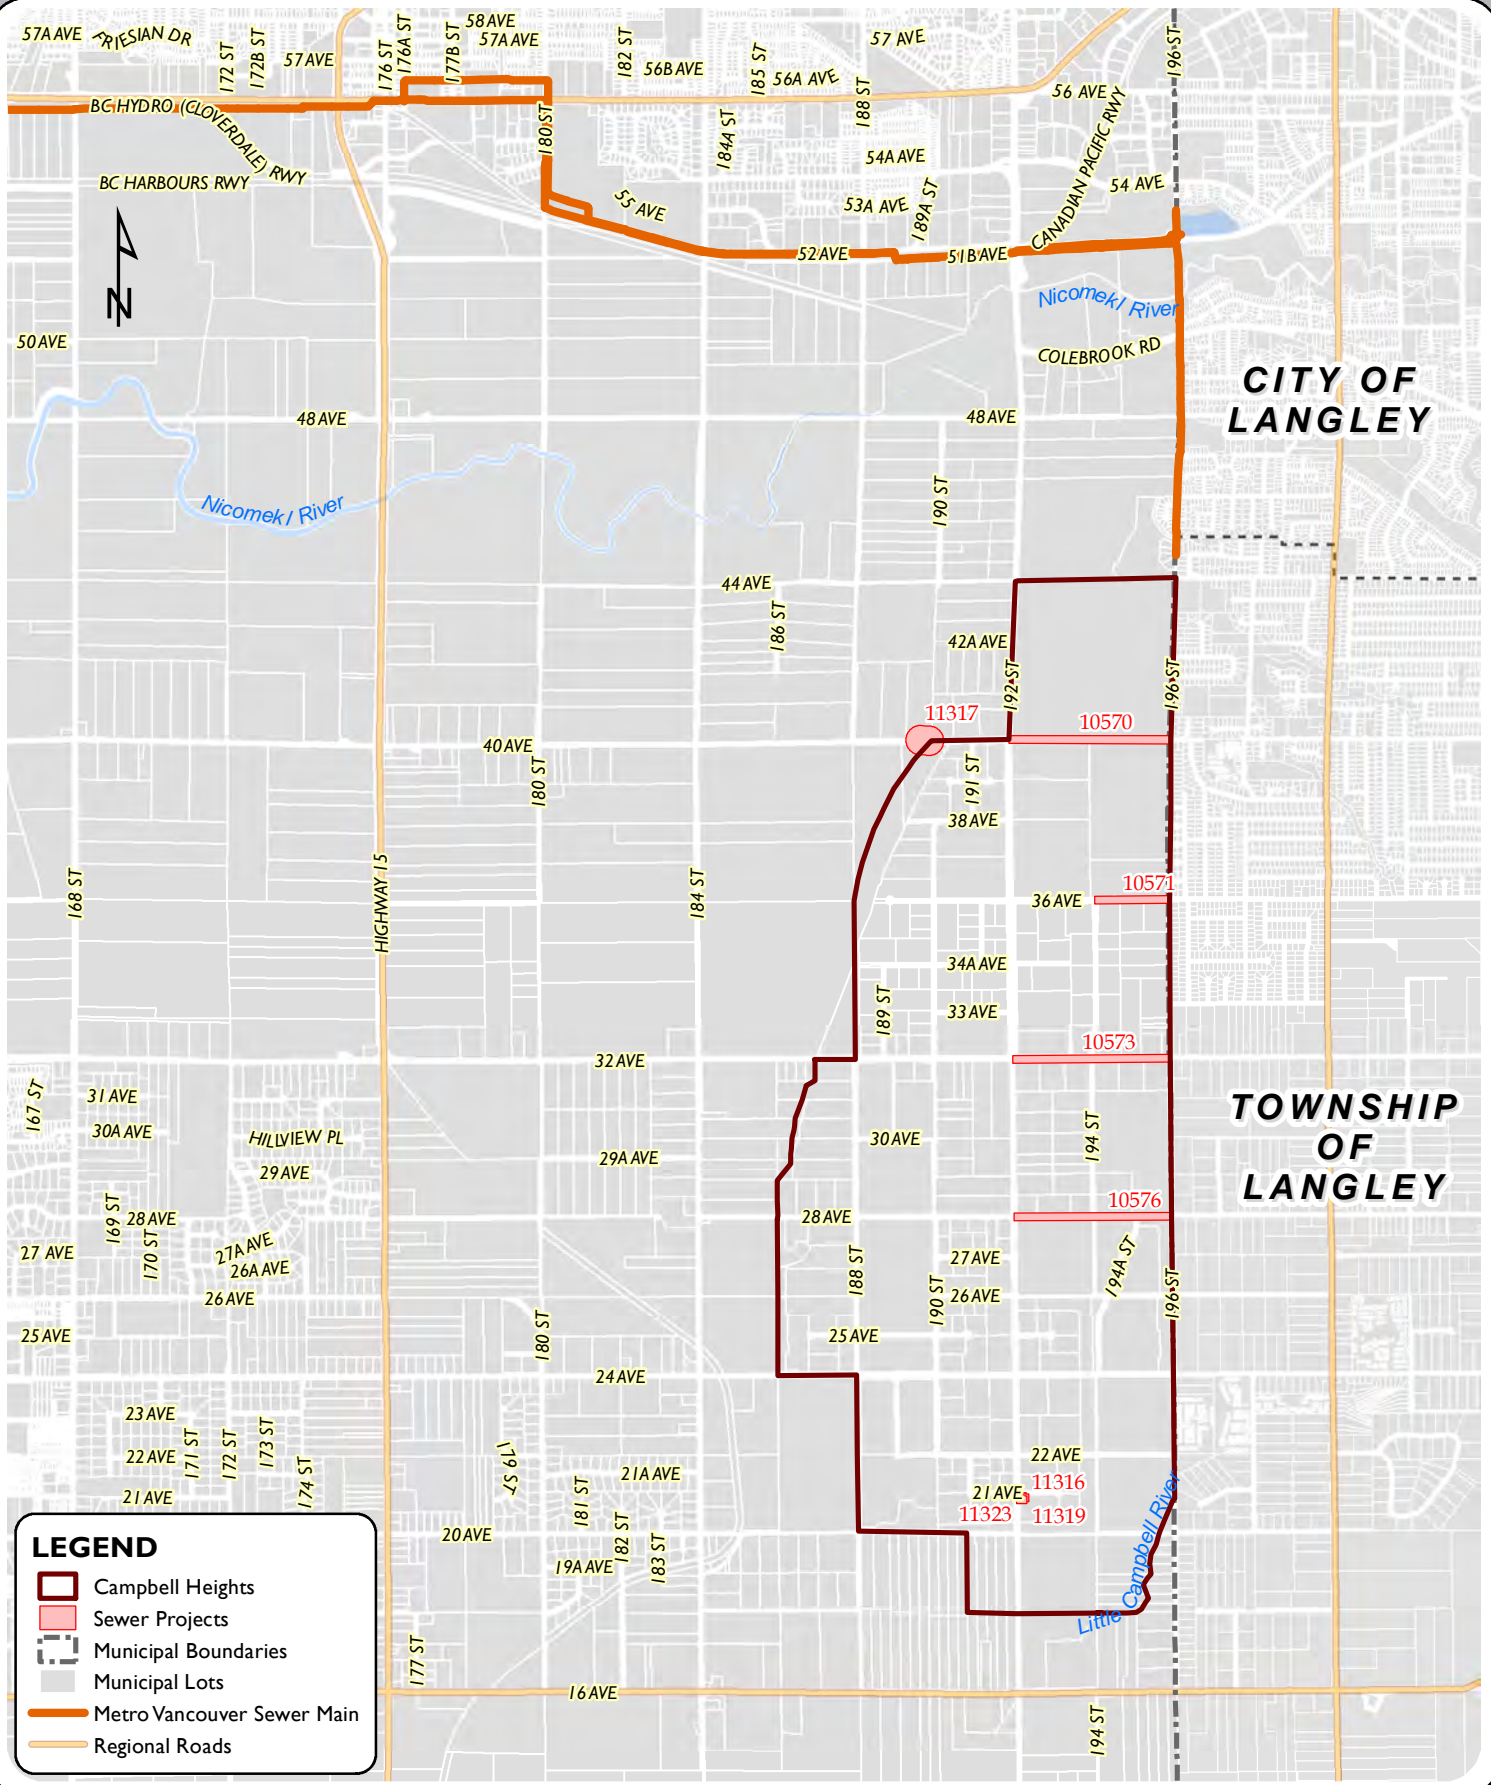 58 AVE
57A AVE
FRIESIAN DR
172 ST
172B ST
57 AVE
176 ST
176A ST
177B ST
57A AVE
182 ST
56B AVE
185 ST
56A AVE
57 AVE
188 ST
196 ST
56 AVE
BC HYDRO (CLOVERDALE) RWY
180 ST
184A ST
54A AVE
CANADIAN PACIFIC RWY
BC HARBOURS RWY
55 AVE
53A AVE
189A ST
54 AVE
52 AVE
51B AVE
N
Nicomekl River
50 AVE
COLEBROOK RD
CITY OF
LANGLEY
48 AVE
48 AVE
Nicomekl River
190 ST
44 AVE
186 ST
42A AVE
192 ST
196 ST
11317
10570
40 AVE
180 ST
191 ST
38 AVE
168 ST
HIGHWAY 15
184 ST
10571
36 AVE
34A AVE
189 ST
33 AVE
10573
32 AVE
167 ST
31 AVE
30A AVE
HILLVIEW PL
30 AVE
194 ST
TOWNSHIP
OF
LANGLEY
29A AVE
29 AVE
169 ST
28 AVE
170 ST
28 AVE
10576
27 AVE
27A AVE
26A AVE
188 ST
27 AVE
194A ST
26 AVE
190 ST
26 AVE
196 ST
25 AVE
180 ST
25 AVE
24 AVE
23 AVE
22 AVE
171 ST
172 ST
173 ST
174 ST
179 ST
21A AVE
22 AVE
21 AVE
181 ST
21 AVE
11316
11323
11319
20 AVE
182 ST
183 ST
19A AVE
Little Campbell River
177 ST
16 AVE
194 ST
LEGEND
Campbell Heights
Sewer Projects
Municipal Boundaries
Municipal Lots
Metro Vancouver Sewer Main
Regional Roads